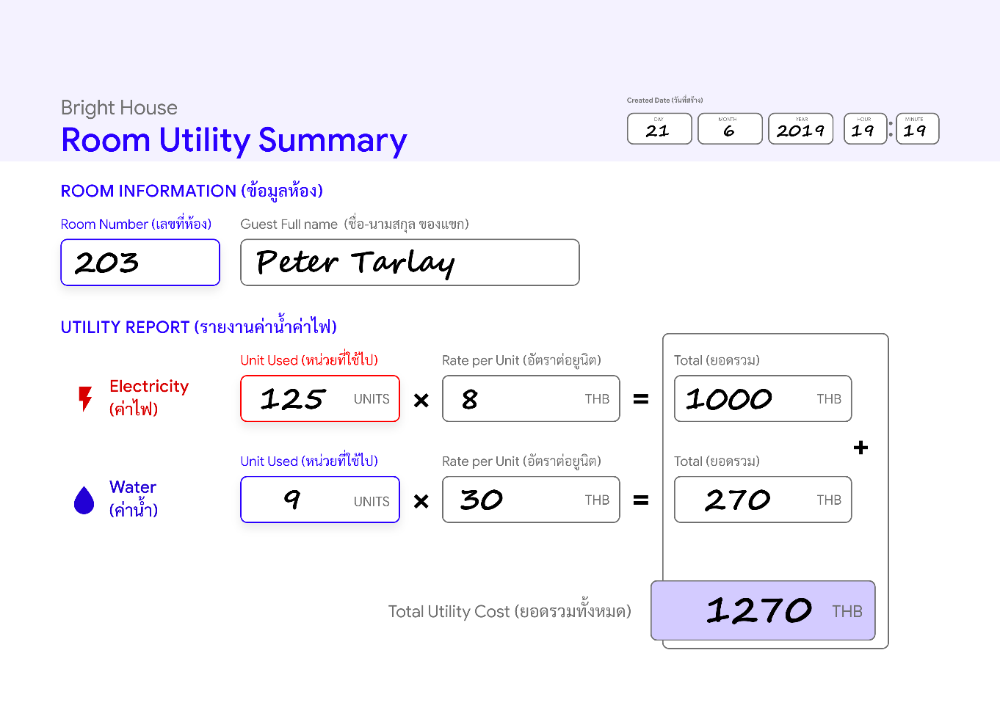 Bright House
Room Utility Summary
Created Date (วันที่สร้าง)
DAY MONTH YEAR HOUR MINUTE
21 6 2019 19 : 19
ROOM INFORMATION (ข้อมูลห้อง)
Room Number (เลขที่ห้อง) Guest Full name (ชื่อ-นามสกุล ของแขก)
203 Peter Tarlay
UTILITY REPORT (รายงานค่าน้ำค่าไฟ)
Unit Used (หน่วยที่ใช้ไป) Rate per Unit (อัตราต่อยูนิต) Total (ยอดรวม)
Electricity
(ค่าไฟ)
125 UNITS × 8 THB = 1000 THB
+
Unit Used (หน่วยที่ใช้ไป) Rate per Unit (อัตราต่อยูนิต) Total (ยอดรวม)
Water
(ค่าน้ำ)
9 UNITS × 30 THB = 270 THB
Total Utility Cost (ยอดรวมทั้งหมด) 1270 THB